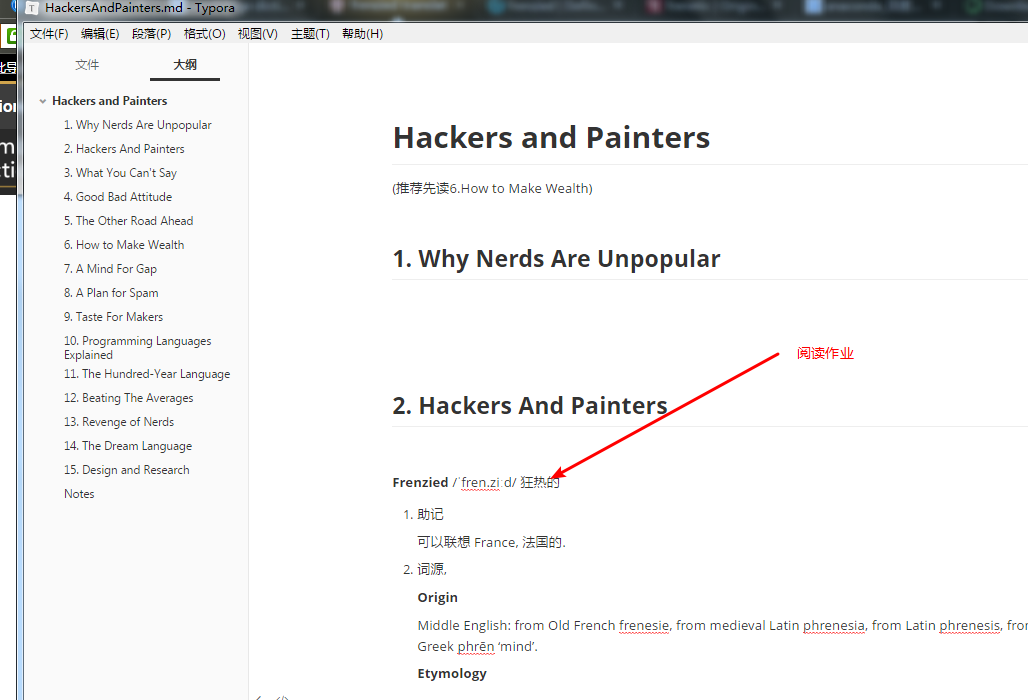 HackersAndPainters.md - Typora
文件(F) 编辑(E) 段落(P) 格式(O) 视图(V) 主题(T) 帮助(H)
文件 大纲
Hackers and Painters
1. Why Nerds Are Unpopular
2. Hackers And Painters
3. What You Can't Say
4. Good Bad Attitude
5. The Other Road Ahead
6. How to Make Wealth
7. A Mind For Gap
8. A Plan for Spam
9. Taste For Makers
10. Programming Languages
Explained
11. The Hundred-Year Language
12. Beating The Averages
13. Revenge of Nerds
14. The Dream Language
15. Design and Research
Notes
Hackers and Painters
(推荐先读6.How to Make Wealth)
1. Why Nerds Are Unpopular
阅读作业
2. Hackers And Painters
Frenzied /ˈfren.ziːd/ 狂热的
1. 助记
可以联想 France, 法国的.
2. 词源,
Origin
Middle English: from Old French frenesie, from medieval Latin phrenesia, from Latin phrenesis, from
Greek phrēn ‘mind’.
Etymology